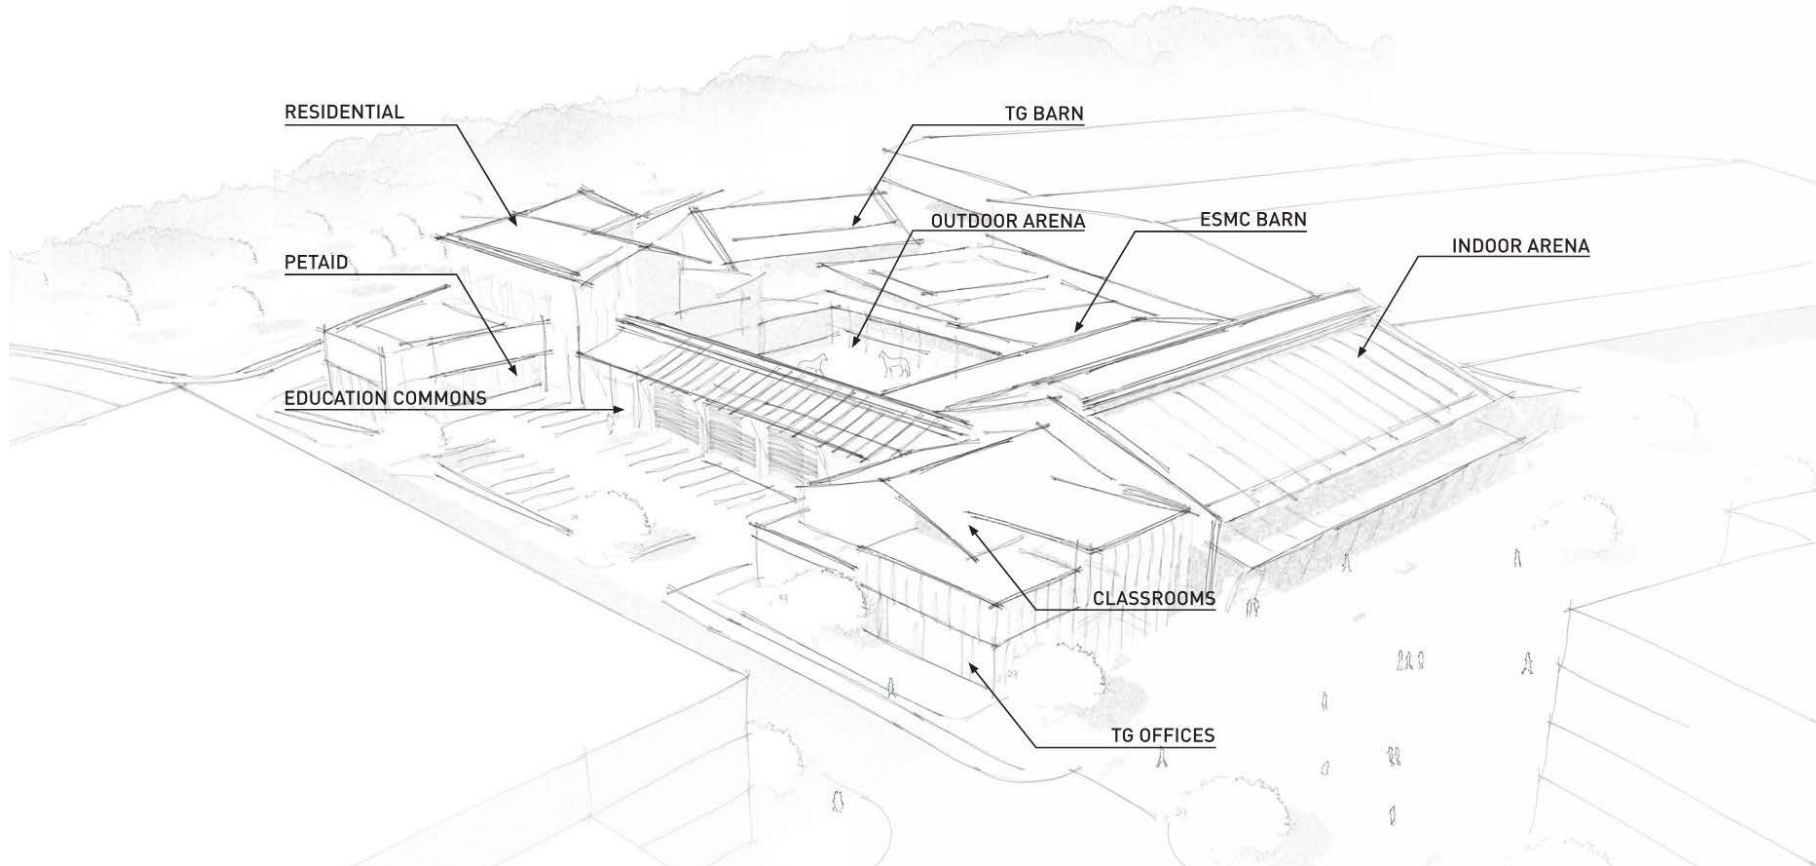 RESIDENTIAL
TG BARN
OUTDOOR ARENA
ESMC BARN
INDOOR ARENA
PETAID
EDUCATION COMMONS
CLASSROOMS
TG OFFICES